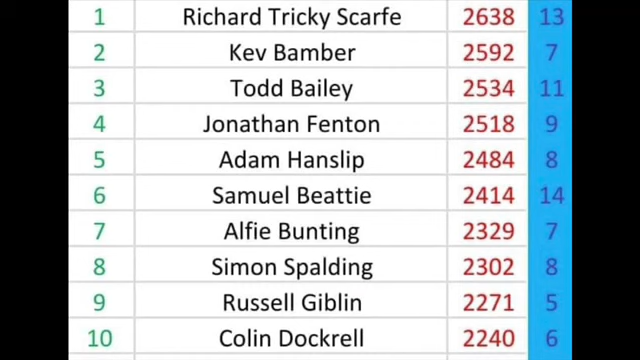 1 Richard Tricky Scarfe 2638 13
2 Kev Bamber 2592 7
3 Todd Bailey 2534 11
4 Jonathan Fenton 2518 9
5 Adam Hanslip 2484 8
6 Samuel Beattie 2414 14
7 Alfie Bunting 2329 7
8 Simon Spalding 2302 8
9 Russell Giblin 2271 5
10 Colin Dockrell 2240 6